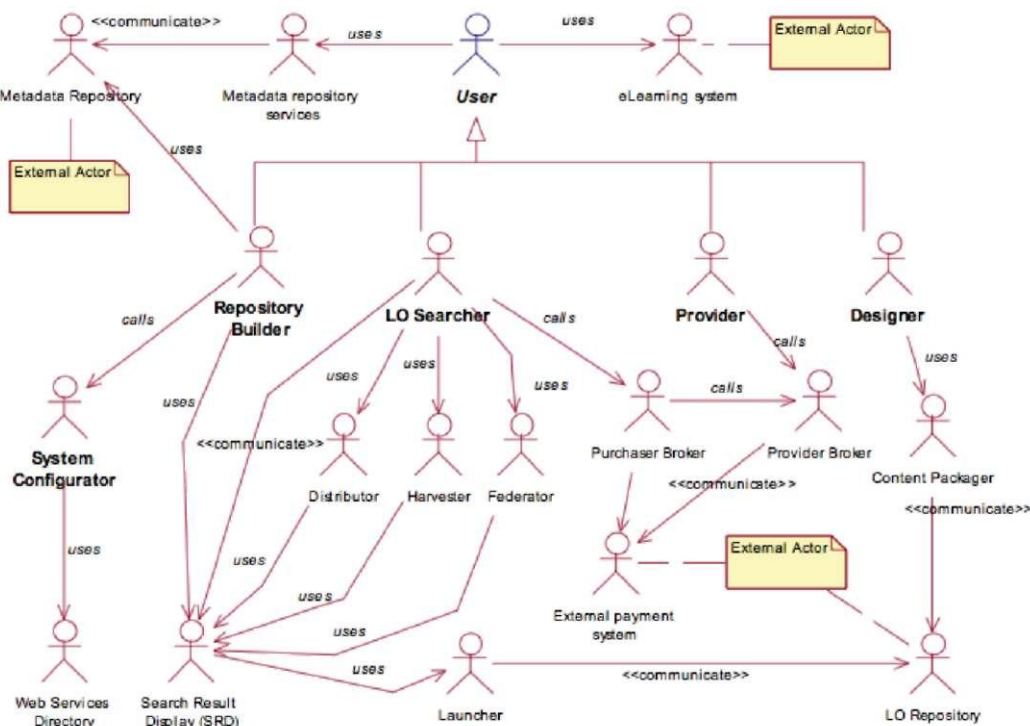 <<communicate>>
uses
uses
External Actor
Metadata Repository
Metadata repository
services
User
eLearning system
External Actor
uses
Repository
Builder
LO Searcher
Provider
Designer
calls
calls
calls
uses
uses
uses
uses
uses
calls
<<communicate>>
System
Configurator
Distributor
Harvester
Federator
Purchaser Broker
Provider Broker
Content Packager
<<communicate>>
<<communicate>>
uses
uses
uses
uses
External Actor
External payment
system
uses
<<communicate>>
Web Services
Directory
Search Result
Display (SRD)
Launcher
LO Repository